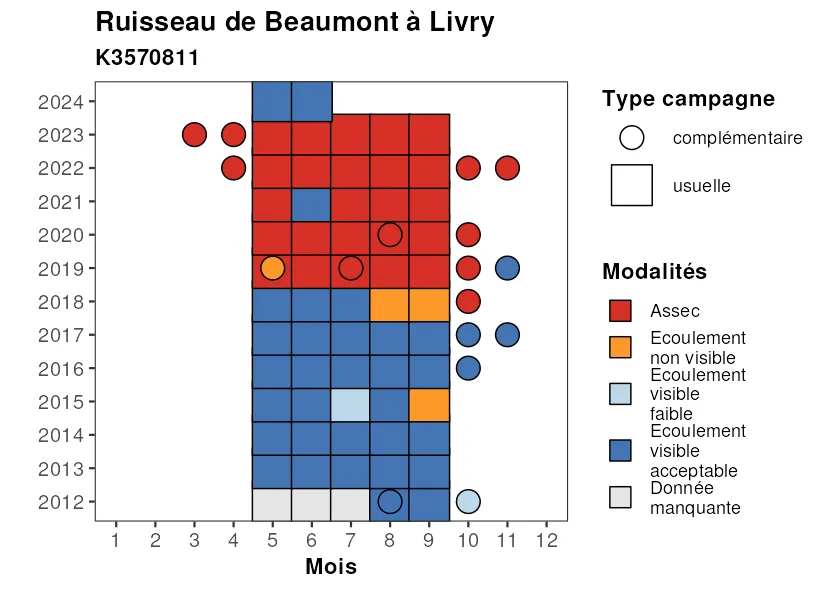 Ruisseau de Beaumont à Livry
K3570811
2024
2023
2022
2021
2020
2019
2018
2017
2016
2015
2014
2013
2012
1 2 3 4 5 6 7 8 9 10 11 12
Mois
Type campagne
complémentaire
usuelle
Modalités
Assec
Ecoulement
non visible
Ecoulement
visible
faible
Ecoulement
visible
acceptable
Donnée
manquante